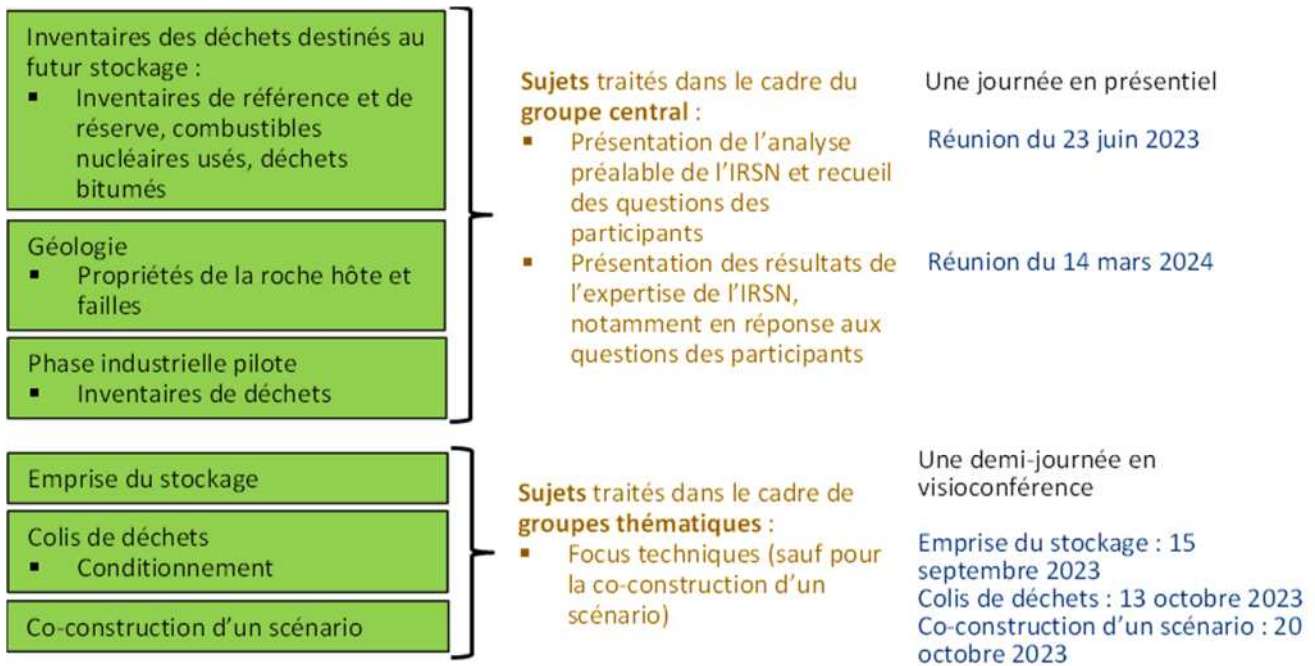 Inventaires des déchets destinés au
futur stockage :
▪ Inventaires de référence et de
réserve, combustibles
nucléaires usés, déchets
bitumés
Géologie
▪ Propriétés de la roche hôte et
failles
Phase industrielle pilote
▪ Inventaires de déchets
Sujets traités dans le cadre du
groupe central :
▪ Présentation de l'analyse
préalable de l'IRSN et recueil
des questions des
participants
▪ Présentation des résultats de
l'expertise de l'IRSN,
notamment en réponse aux
questions des participants
Une journée en présentiel
Réunion du 23 juin 2023
Réunion du 14 mars 2024
Emprise du stockage
Colis de déchets
▪ Conditionnement
Co-construction d'un scénario
Sujets traités dans le cadre de
groupes thématiques :
▪ Focus techniques (sauf pour
la co-construction d'un
scénario)
Une demi-journée en
visioconférence
Emprise du stockage : 15
septembre 2023
Colis de déchets : 13 octobre 2023
Co-construction d'un scénario : 20
octobre 2023